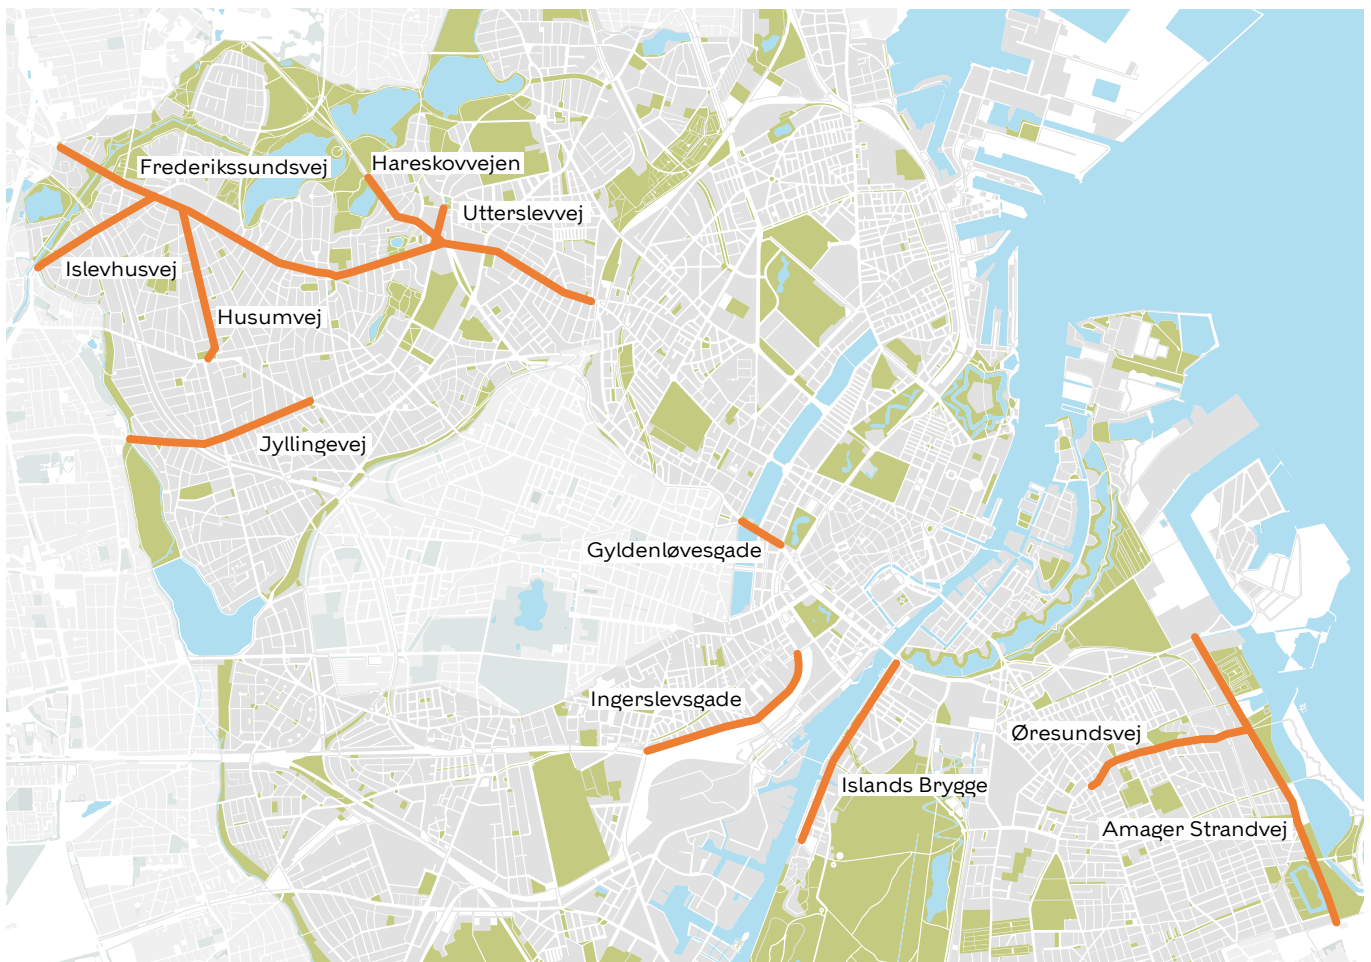 Frederikssundsvej
Hareskovvejen
Utterslevvej
Islevhusvej
Husumvej
Jyllingevej
Gyldenløvesgade
Ingerslevsgade
Øresundsvej
Islands Brygge
Amager Strandvej